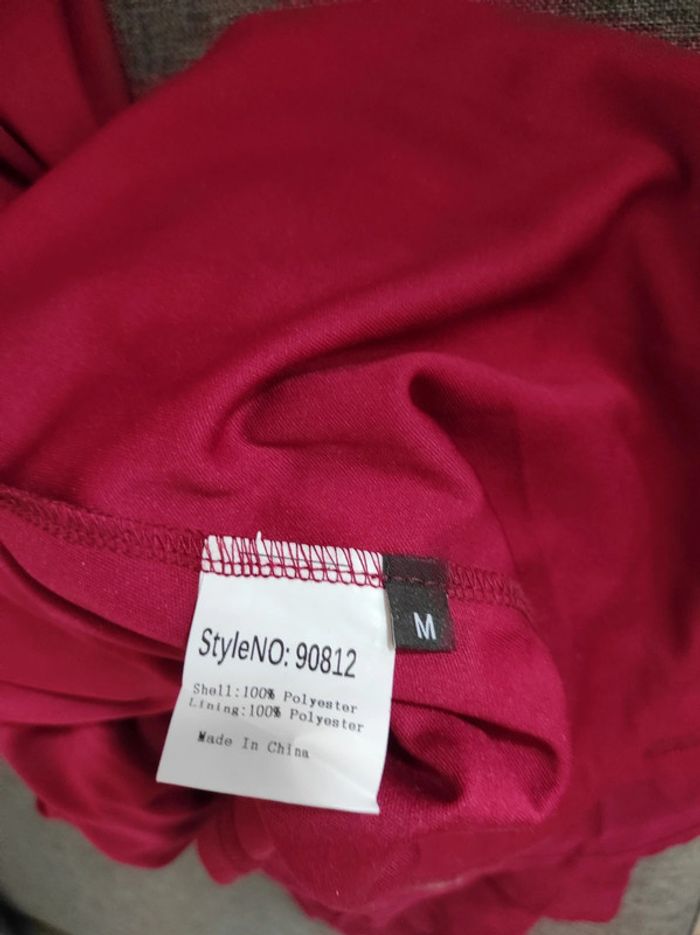 StyleNO: 90812
M
Shell:100% Polyester
Lining:100% Polyester
Made In China